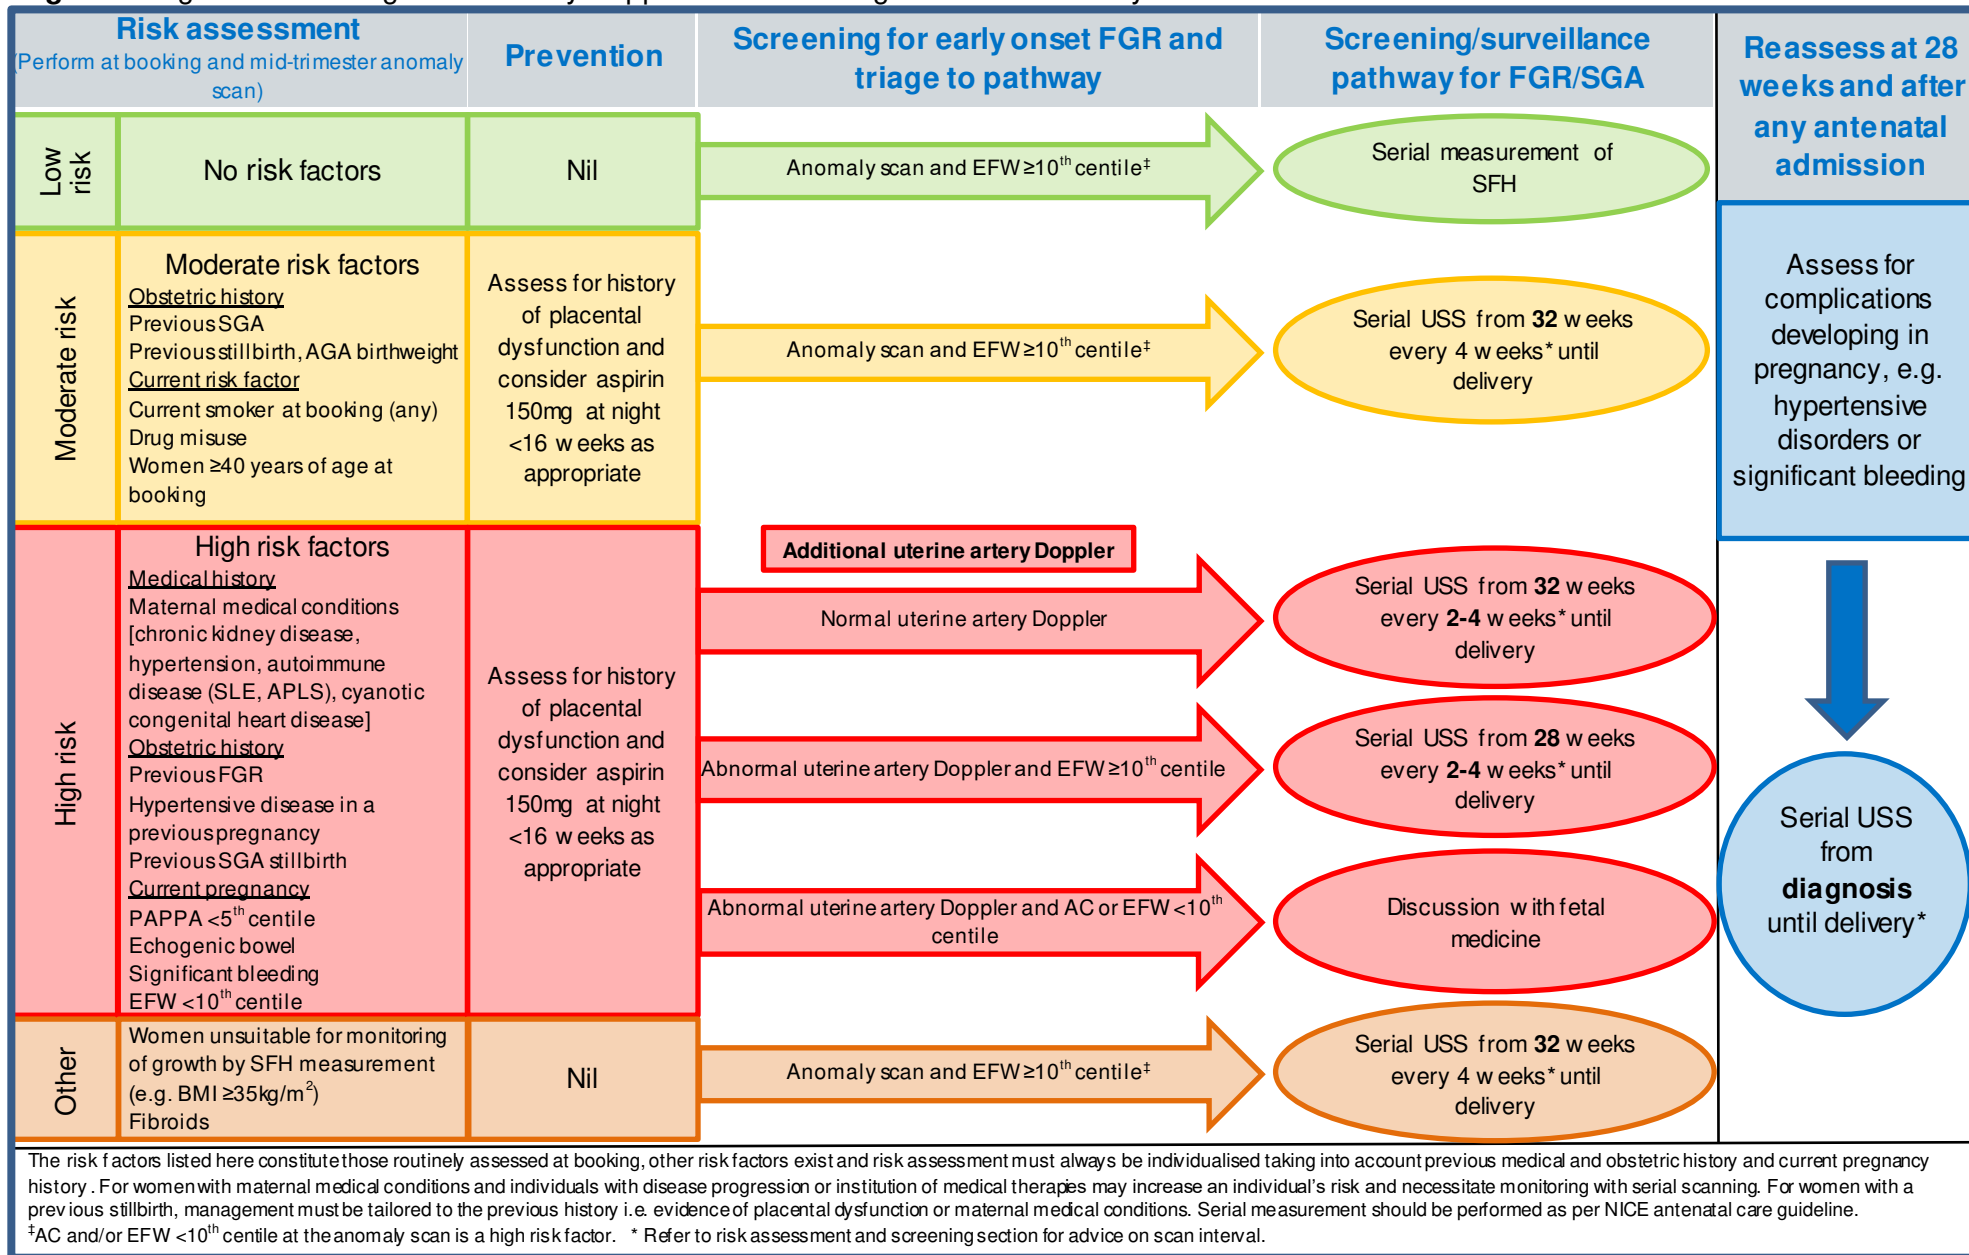 Risk assessment
(Perform at booking and mid-trimester anomaly
scan)
Prevention
Screening for early onset FGR and
triage to pathway
Screening/surveillance
pathway for FGR/SGA
Reassess at 28
weeks and after
any antenatal
admission
Low
risk
No risk factors
Nil
Anomaly scan and EFW ≥10th centile‡
Serial measurement of
SFH
Moderate risk
Moderate risk factors
Obstetric history
Previous SGA
Previous stillbirth, AGA birthweight
Current risk factor
Current smoker at booking (any)
Drug misuse
Women ≥40 years of age at
booking
Assess for history
of placental
dysfunction and
consider aspirin
150mg at night
<16 weeks as
appropriate
Anomaly scan and EFW ≥10th centile‡
Serial USS from 32 weeks
every 4 weeks* until
delivery
High risk
High risk factors
Medical history
Maternal medical conditions
[chronic kidney disease,
hypertension, autoimmune
disease (SLE, APLS), cyanotic
congenital heart disease]
Obstetric history
Previous FGR
Hypertensive disease in a
previous pregnancy
Previous SGA stillbirth
Current pregnancy
PAPPA <5th centile
Echogenic bowel
Significant bleeding
EFW <10th centile
Assess for history
of placental
dysfunction and
consider aspirin
150mg at night
<16 weeks as
appropriate
Additional uterine artery Doppler
Normal uterine artery Doppler
Serial USS from 32 weeks
every 2-4 weeks* until
delivery
Abnormal uterine artery Doppler and EFW ≥10th centile
Serial USS from 28 weeks
every 2-4 weeks* until
delivery
Abnormal uterine artery Doppler and AC or EFW <10th
centile
Discussion with fetal
medicine
Other
Women unsuitable for monitoring
of growth by SFH measurement
(e.g. BMI ≥35kg/m2)
Fibroids
Nil
Anomaly scan and EFW ≥10th centile‡
Serial USS from 32 weeks
every 4 weeks* until
delivery
Assess for
complications
developing in
pregnancy, e.g.
hypertensive
disorders or
significant bleeding
Serial USS
from
diagnosis
until delivery*
The risk factors listed here constitute those routinely assessed at booking, other risk factors exist and risk assessment must always be individualised taking into account previous medical and obstetric history and current pregnancy
history. For women with maternal medical conditions and individuals with disease progression or institution of medical therapies may increase an individual's risk and necessitate monitoring with serial scanning. For women with a
previous stillbirth, management must be tailored to the previous history i.e. evidence of placental dysfunction or maternal medical conditions. Serial measurement should be performed as per NICE antenatal care guideline.
‡AC and/or EFW <10th centile at the anomaly scan is a high risk factor. * Refer to risk assessment and screening section for advice on scan interval.